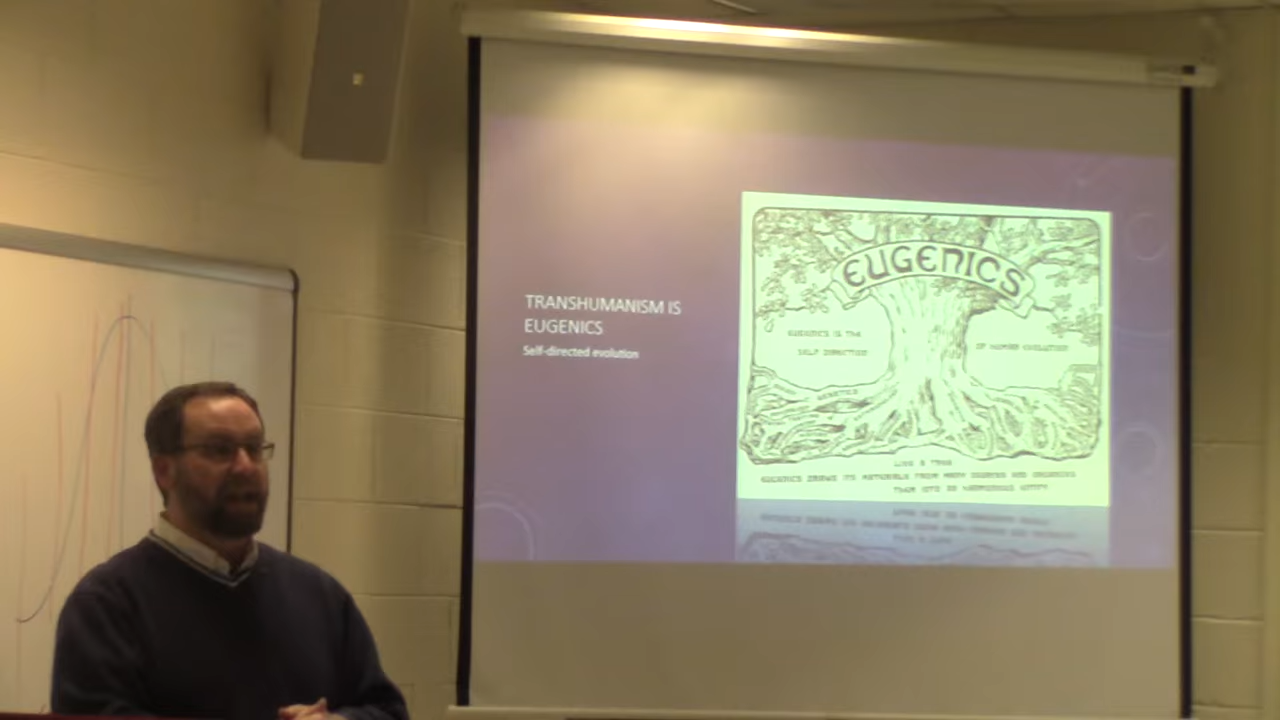 TRANSHUMANISM IS
EUGENICS
Self-directed evolution
EUGENICS
EUGENICS IS THE
SELF DIRECTION
OF HUMAN EVOLUTION
GENETICS
LIKE A TREE
EUGENICS DRAWS ITS MATERIALS FROM MANY SOURCES AND ORGANIZES
THEM INTO AN HARMONIOUS ENTITY